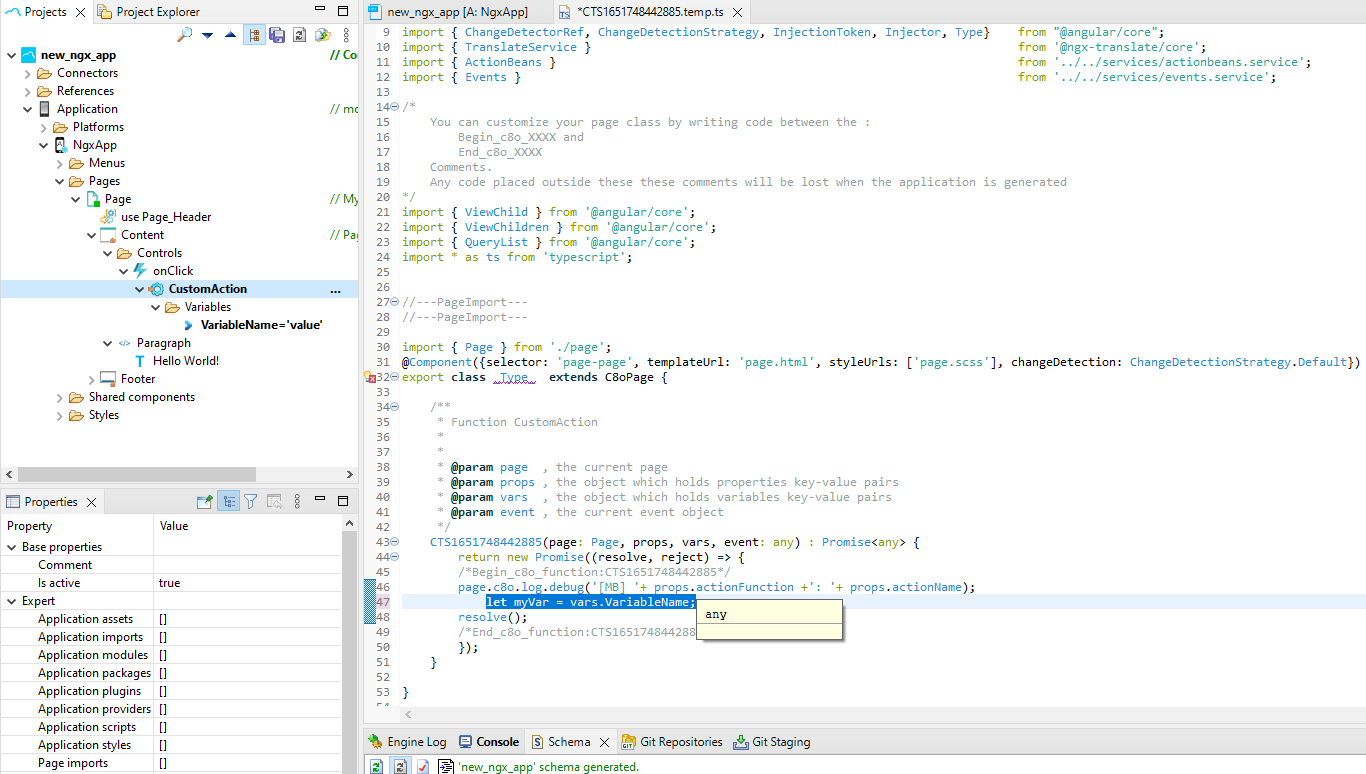 Projects
Project Explorer
new_ngx_app
// Co
Connectors
References
Application
// mo
Platforms
NgxApp
Menus
Pages
Page
// My
use Page_Header
Content
// Pag
Controls
onClick
CustomAction
...
Variables
VariableName='value'
Paragraph
Hello World!
Footer
Shared components
Styles
Properties
Property Value
Base properties
Comment
Is active true
Expert
Application assets []
Application imports []
Application modules []
Application packages []
Application plugins []
Application providers []
Application scripts []
Application styles []
Page imports []
new_ngx_app [A: NgxApp]
*CTS1651748442885.temp.ts
9 import { ChangeDetectorRef, ChangeDetectionStrategy, InjectionToken, Injector, Type} from "@angular/core";
10 import { TranslateService } from '@ngx-translate/core';
11 import { ActionBeans } from '../../services/actionbeans.service';
12 import { Events } from '../../services/events.service';
13
14 /*
15 You can customize your page class by writing code between the :
16 Begin_c8o_XXXX and
17 End_c8o_XXXX
18 Comments.
19 Any code placed outside these these comments will be lost when the application is generated
20 */
21 import { ViewChild } from '@angular/core';
22 import { ViewChildren } from '@angular/core';
23 import { QueryList } from '@angular/core';
24 import * as ts from 'typescript';
25
26
27 //---PageImport---
28 //---PageImport---
29
30 import { Page } from './page';
31 @Component({selector: 'page-page', templateUrl: 'page.html', styleUrls: ['page.scss'], changeDetection: ChangeDetectionStrategy.Default})
32 export class _Type_ extends C8oPage {
33
34 /**
35 * Function CustomAction
36 *
37 *
38 * @param page , the current page
39 * @param props , the object which holds properties key-value pairs
40 * @param vars , the object which holds variables key-value pairs
41 * @param event , the current event object
42 */
43 CTS1651748442885(page: Page, props, vars, event: any) : Promise<any> {
44 return new Promise((resolve, reject) => {
45 /*Begin_c8o_function:CTS1651748442885*/
46 page.c8o.log.debug('[MB] '+ props.actionFunction +': '+ props.actionName);
47 let myVar = vars.VariableName;
any
48 resolve();
49 /*End_c8o_function:CTS165174844288
50 });
51 }
52
53 }
Engine Log
Console
Schema
Git Repositories
Git Staging
'new_ngx_app' schema generated.